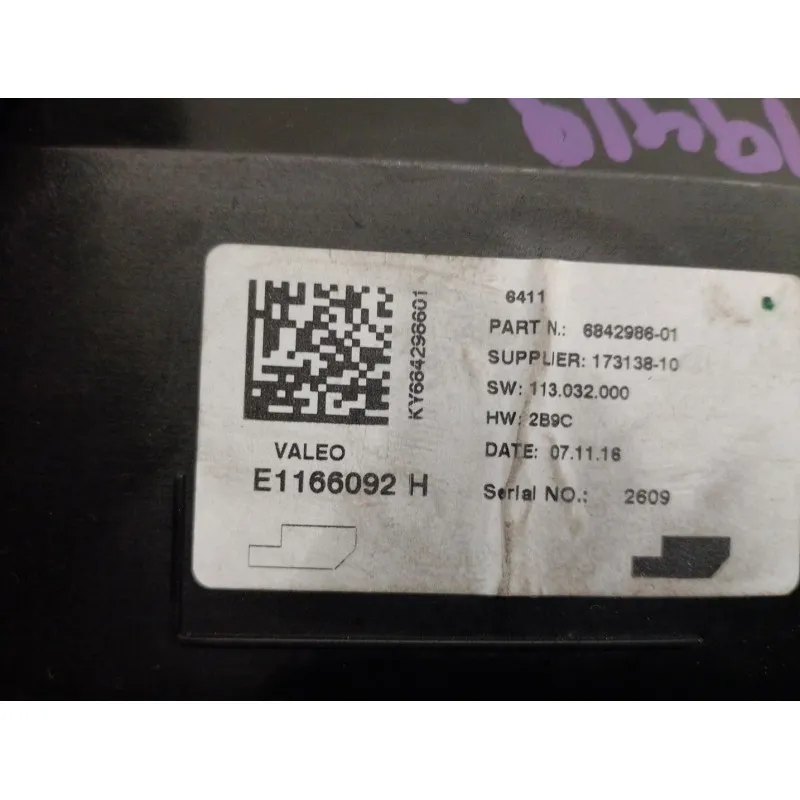 6411
PART N.: 6842986-01
SUPPLIER: 173138-10
SW: 113.032.000
HW: 2B9C
DATE: 07.11.16
Serial NO.: 2609
KY684298601
VALEO
E1166092 H